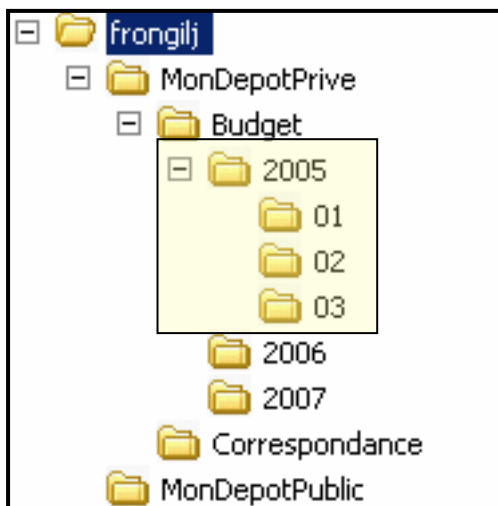 frongilj
MonDepotPrive
Budget
2005
01
02
03
2006
2007
Correspondance
MonDepotPublic